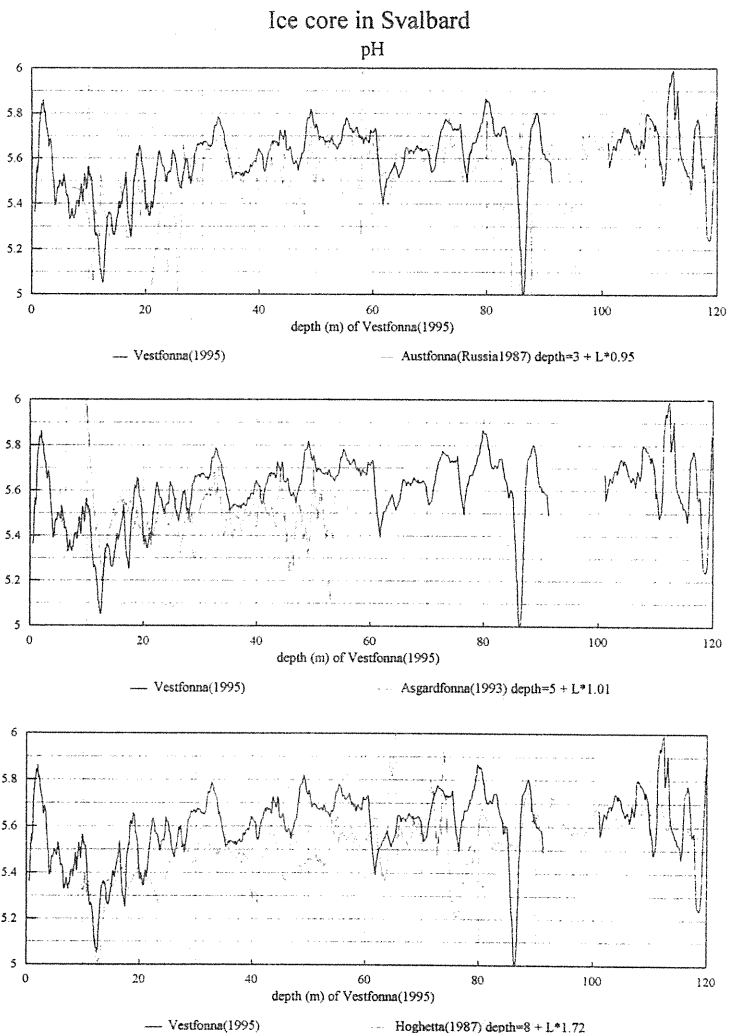 Ice core in Svalbard
pH
6
5.8
5.6
5.4
5.2
5
0 20 40 60 80 100 120
depth (m) of Vestfonna(1995)
Vestfonna(1995) Austfonna(Russia1987) depth=3 + L*0.95
6
5.8
5.6
5.4
5.2
5
0 20 40 60 80 100 120
depth (m) of Vestfonna(1995)
Vestfonna(1995) Asgardfonna(1993) depth=5 + L*1.01
6
5.8
5.6
5.4
5.2
5
0 20 40 60 80 100 120
depth (m) of Vestfonna(1995)
Vestfonna(1995) Hoghetta(1987) depth=8 + L*1.72